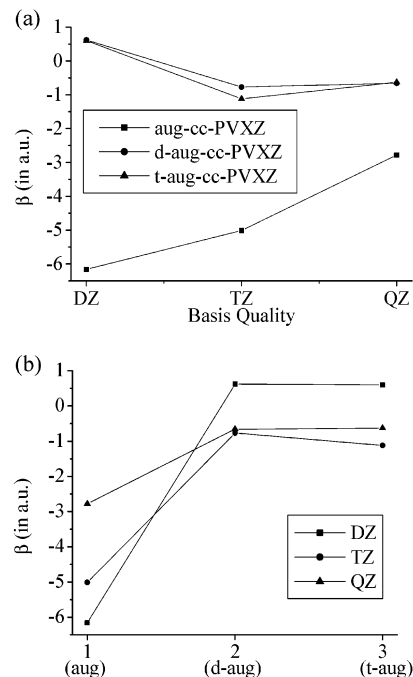 (a)
1
0
-1
-2
-3
-4
-5
-6
β (in a.u.)
aug-cc-PVXZ
d-aug-cc-PVXZ
t-aug-cc-PVXZ
DZ TZ QZ
Basis Quality
(b)
1
0
-1
-2
-3
-4
-5
-6
β (in a.u.)
DZ
TZ
QZ
1 2 3
(aug) (d-aug) (t-aug)